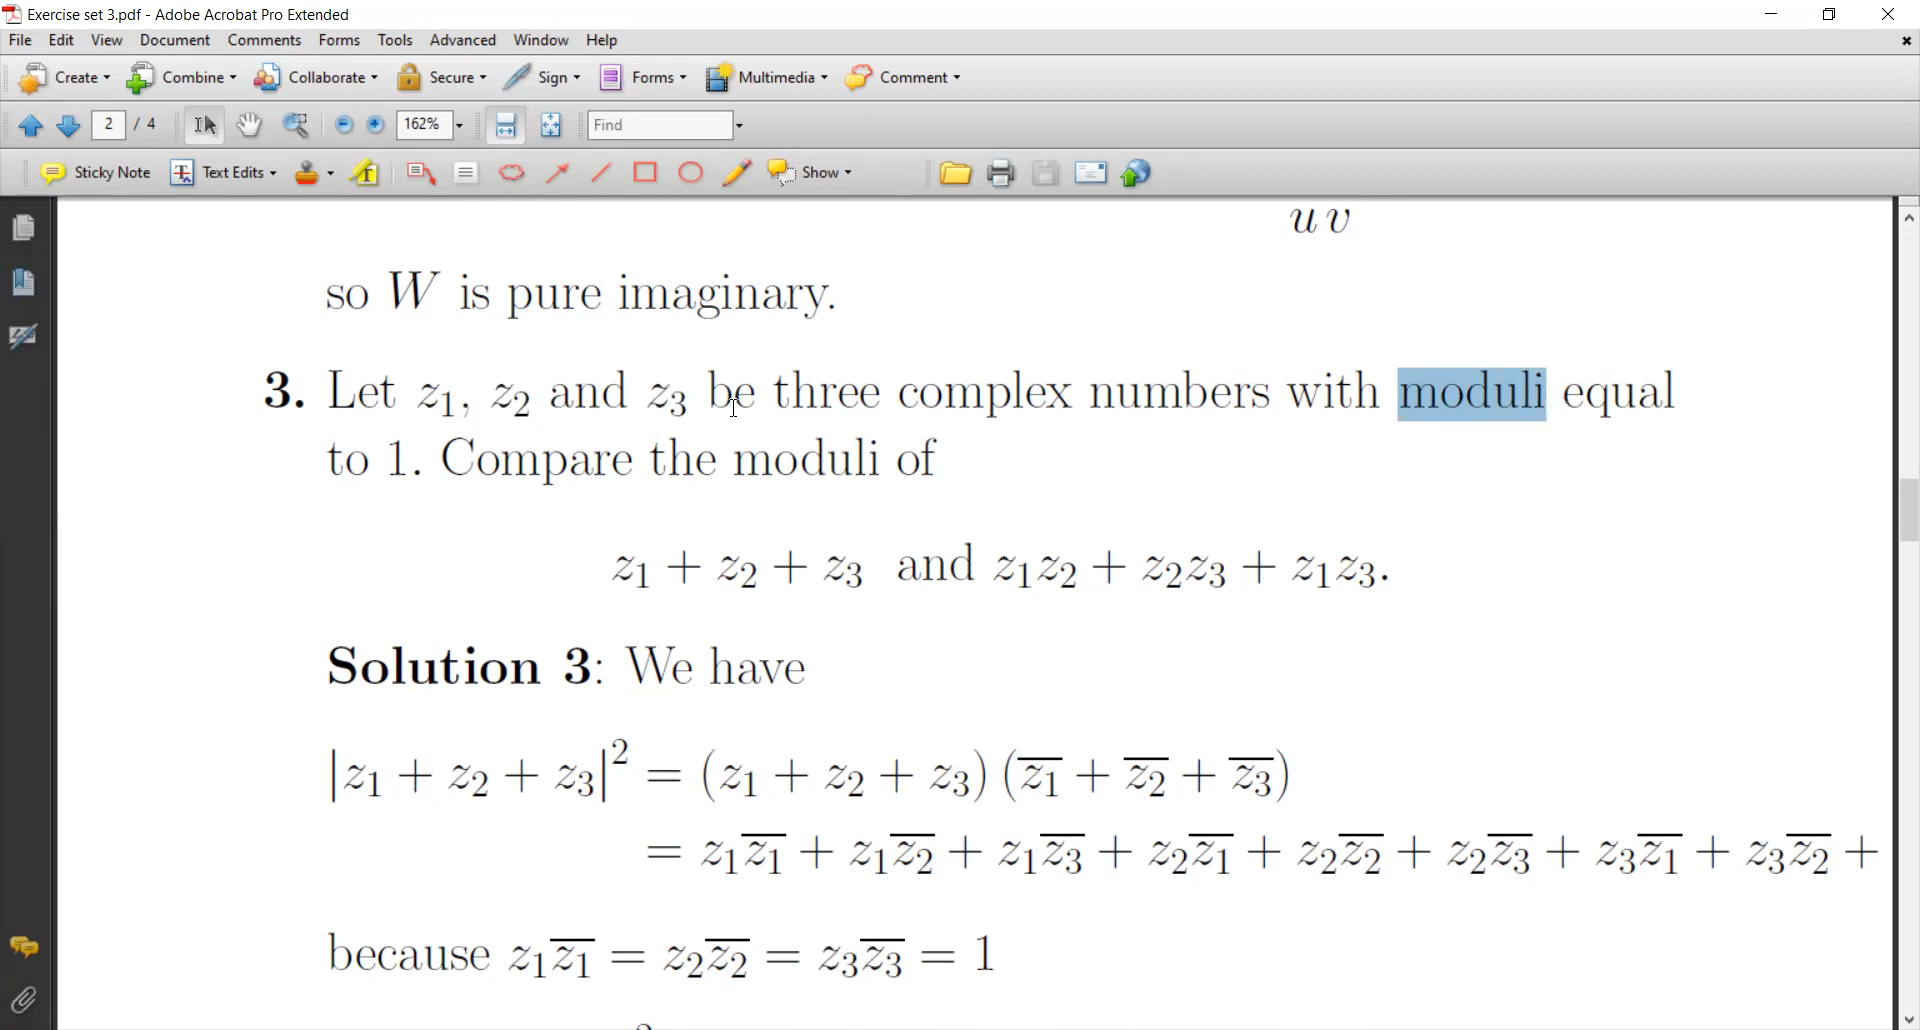 Exercise set 3.pdf - Adobe Acrobat Pro Extended
File Edit View Document Comments Forms Tools Advanced Window Help
Create Combine Collaborate Secure Sign Forms Multimedia Comment
2 / 4 162% Find
Sticky Note Text Edits Show
u v
so W is pure imaginary.
3. Let z₁, z₂ and z₃ be three complex numbers with moduli equal
to 1. Compare the moduli of
z₁ + z₂ + z₃ and z₁z₂ + z₂z₃ + z₁z₃.
Solution 3: We have
|z₁ + z₂ + z₃|² = (z₁ + z₂ + z₃) (z̅₁ + z̅₂ + z̅₃)
= z₁z̅₁ + z₁z̅₂ + z₁z̅₃ + z₂z̅₁ + z₂z̅₂ + z₂z̅₃ + z₃z̅₁ + z₃z̅₂ +
because z₁z̅₁ = z₂z̅₂ = z₃z̅₃ = 1